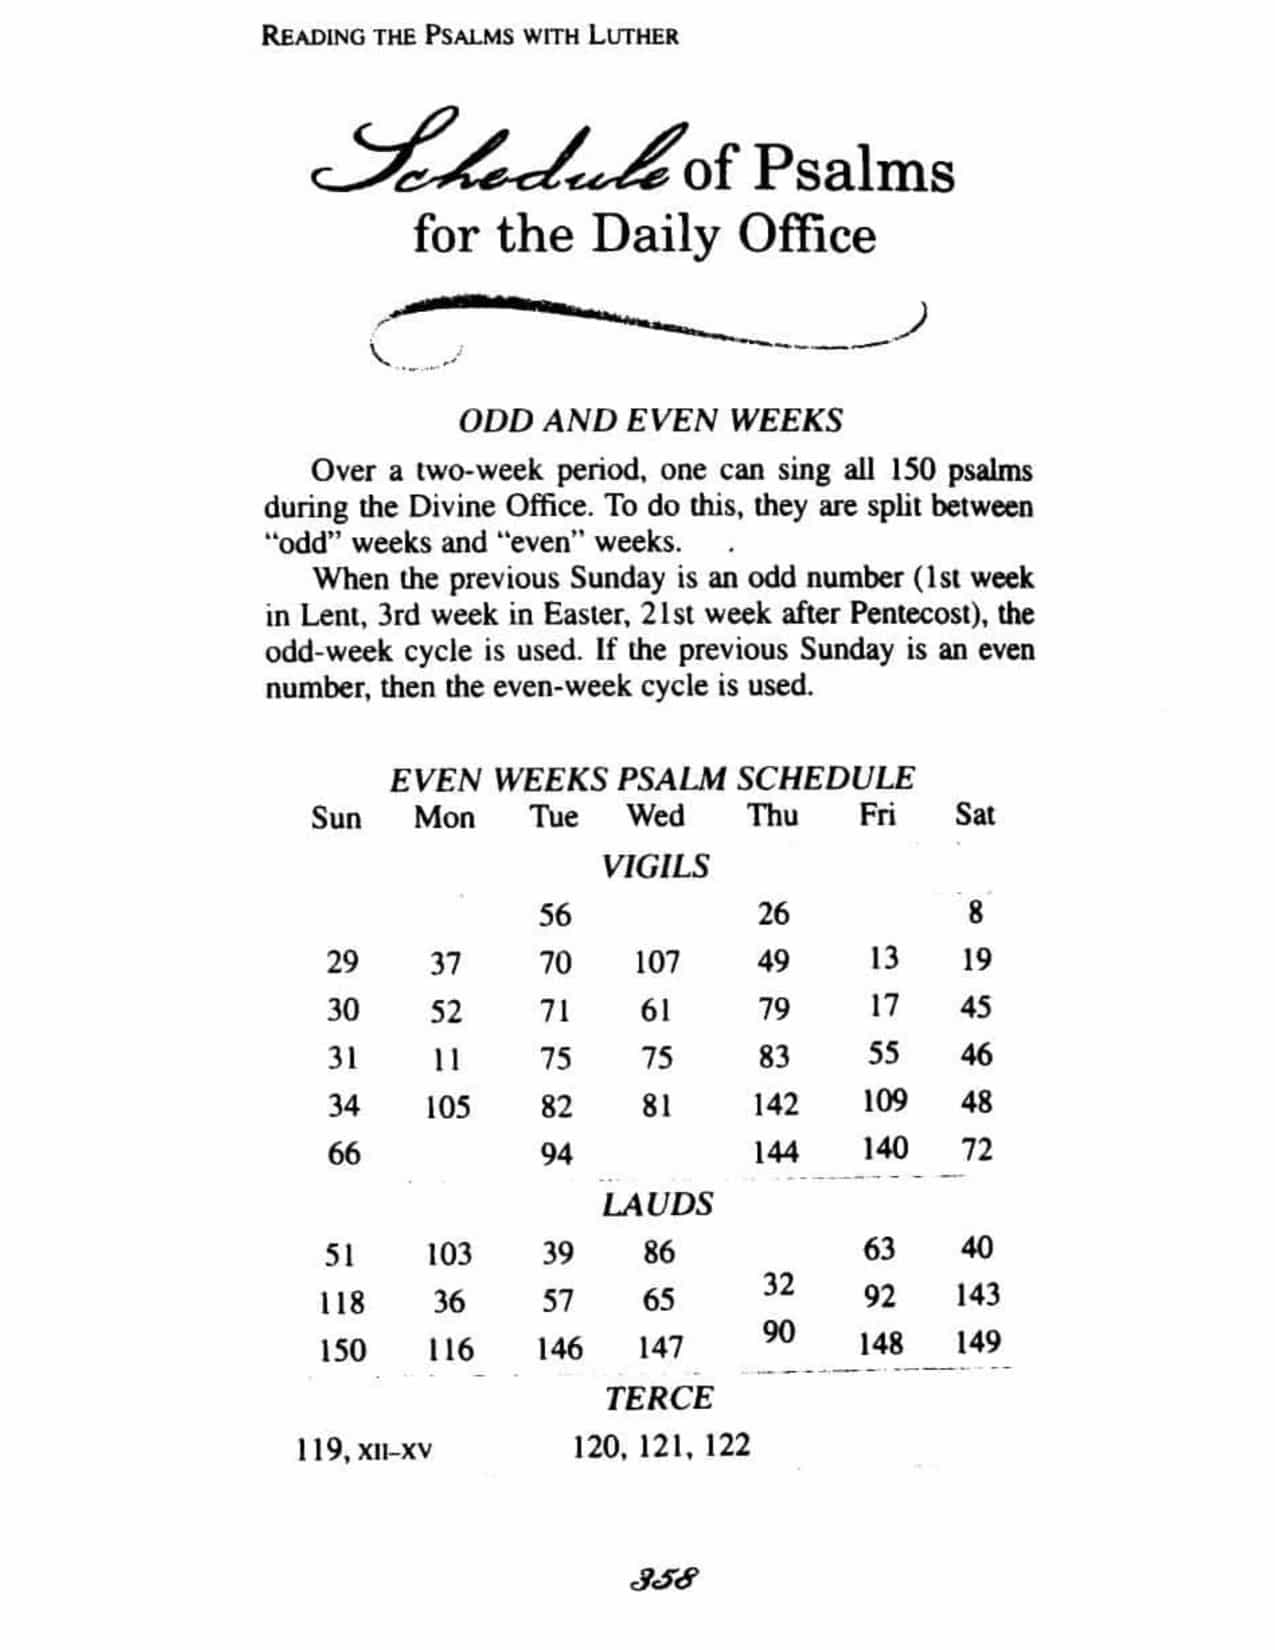 READING THE PSALMS WITH LUTHER
Schedule of Psalms
for the Daily Office
ODD AND EVEN WEEKS
Over a two-week period, one can sing all 150 psalms
during the Divine Office. To do this, they are split between
“odd” weeks and “even” weeks.
When the previous Sunday is an odd number (1st week
in Lent, 3rd week in Easter, 21st week after Pentecost), the
odd-week cycle is used. If the previous Sunday is an even
number, then the even-week cycle is used.
EVEN WEEKS PSALM SCHEDULE
Sun Mon Tue Wed Thu Fri Sat
VIGILS
56 26 8
29 37 70 107 49 13 19
30 52 71 61 79 17 45
31 11 75 75 83 55 46
34 105 82 81 142 109 48
66 94 144 140 72
LAUDS
51 103 39 86 63 40
118 36 57 65 32 92 143
150 116 146 147 90 148 149
TERCE
119, XII–XV 120, 121, 122
358